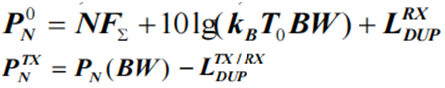 P_N^0 = NF_Σ + 10lg(k_B T_0 BW) + L_DUP^RX
P_N^TX = P_N(BW) − L_DUP^TX/RX